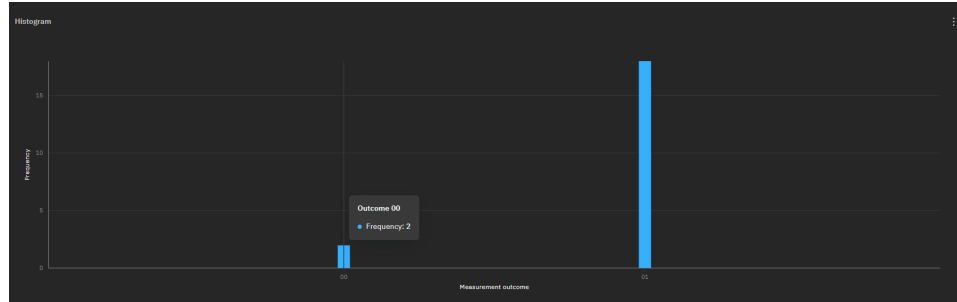 Histogram
15
10
5
0
Frequency
Outcome 00
Frequency: 2
00
01
Measurement outcome